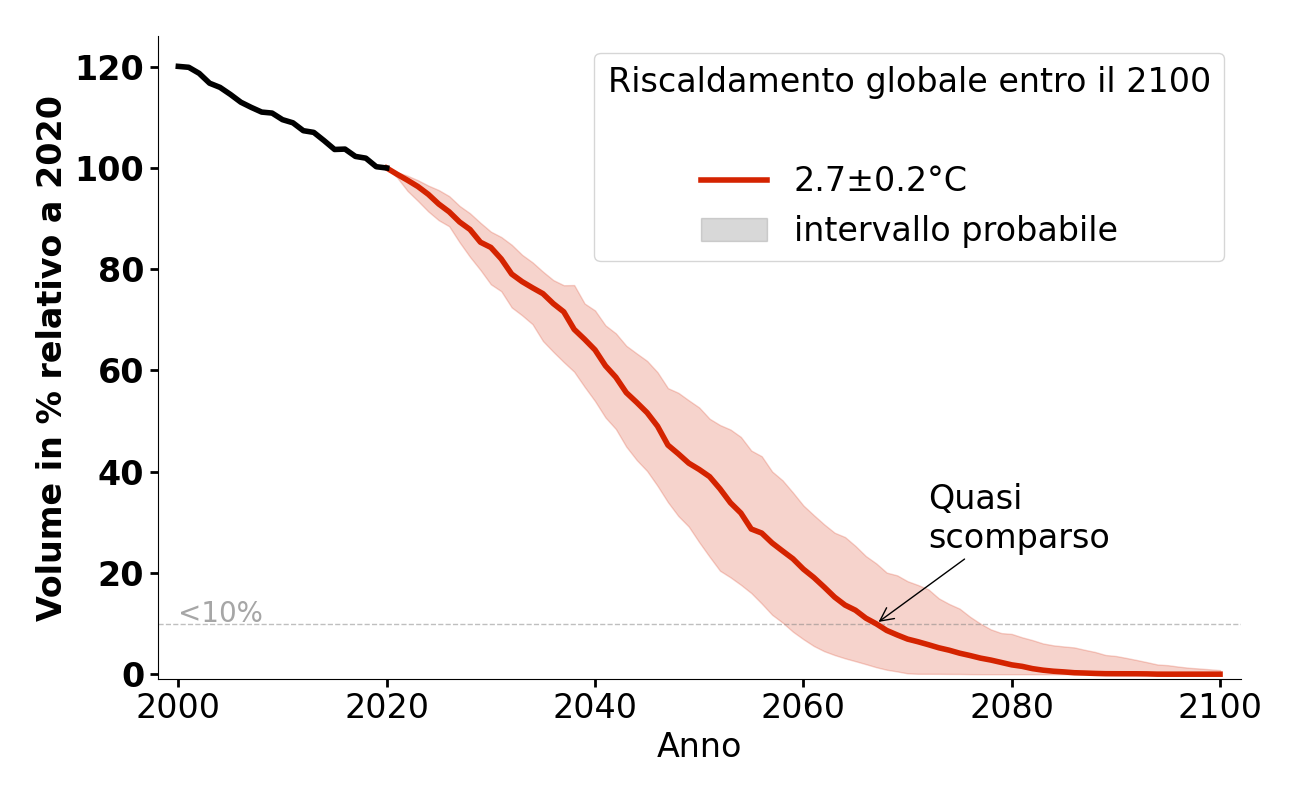 Volume in % relativo a 2020
120
100
80
60
40
20
0
Riscaldamento globale entro il 2100
2.7±0.2°C
intervallo probabile
Quasi
scomparso
<10%
2000
2020
2040
2060
2080
2100
Anno